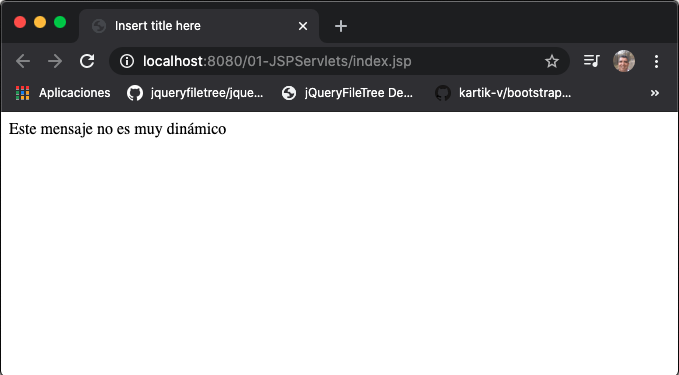 Insert title here
localhost:8080/01-JSPServlets/index.jsp
Aplicaciones jqueryfiletree/jque... jQueryFileTree De... kartik-v/bootstrap... »
Este mensaje no es muy dinámico